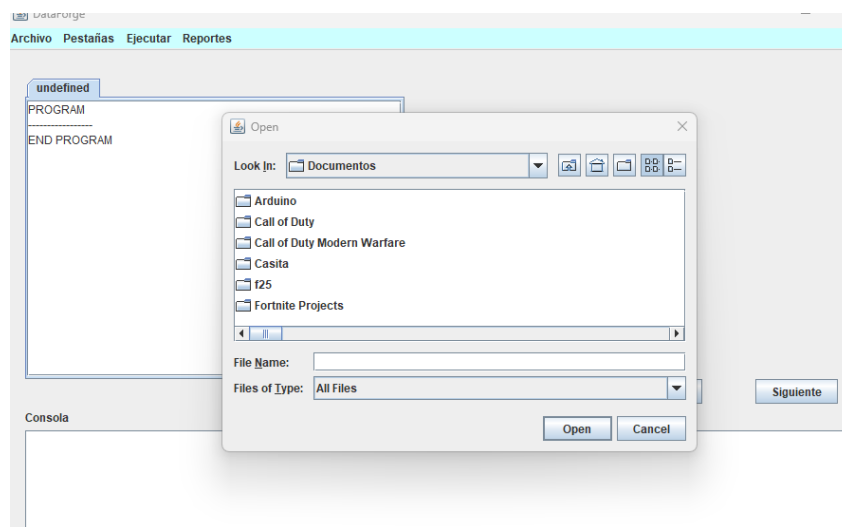 DataForge
Archivo Pestañas Ejecutar Reportes
undefined
PROGRAM
-----------------
END PROGRAM
Open
Look In: Documentos
Arduino
Call of Duty
Call of Duty Modern Warfare
Casita
f25
Fortnite Projects
File Name:
Files of Type: All Files
Open Cancel
Siguiente
Consola